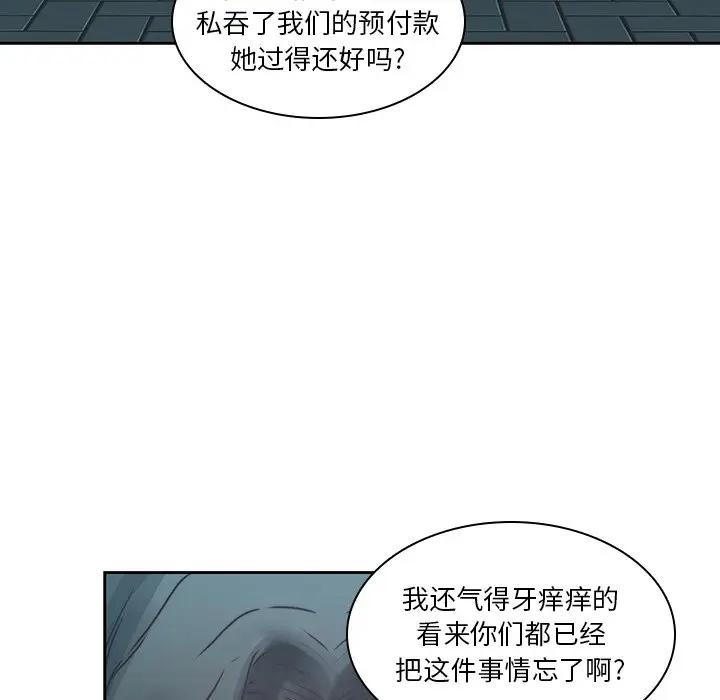 私吞了我们的预付款
她过得还好吗?
我还气得牙痒痒的
看来你们都已经
把这件事情忘了啊?